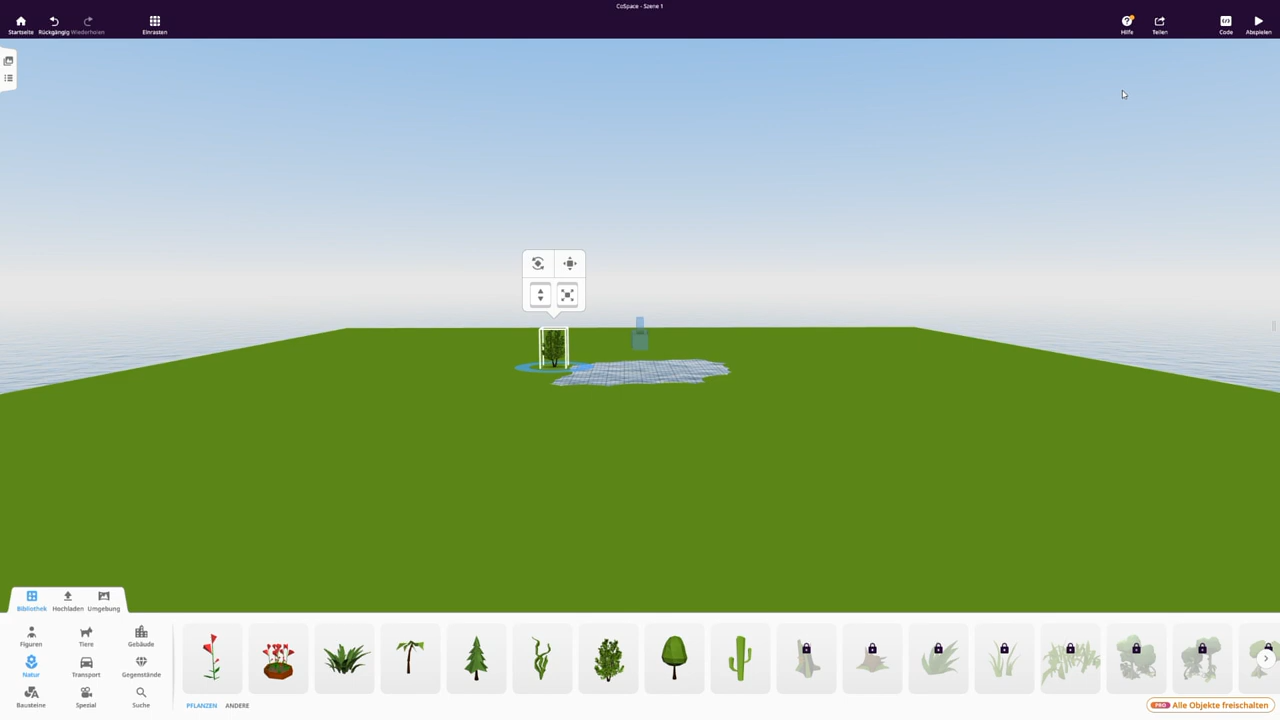 CoSpace - Szene 1
Startseite Rückgängig Wiederholen Einrasten Hilfe Teilen Code Abspielen
Bibliothek Hochladen Umgebung
Figuren Tiere Gebäude
Natur Transport Gegenstände
Bausteine Spezial Suche
PFLANZEN ANDERE
PRO Alle Objekte freischalten